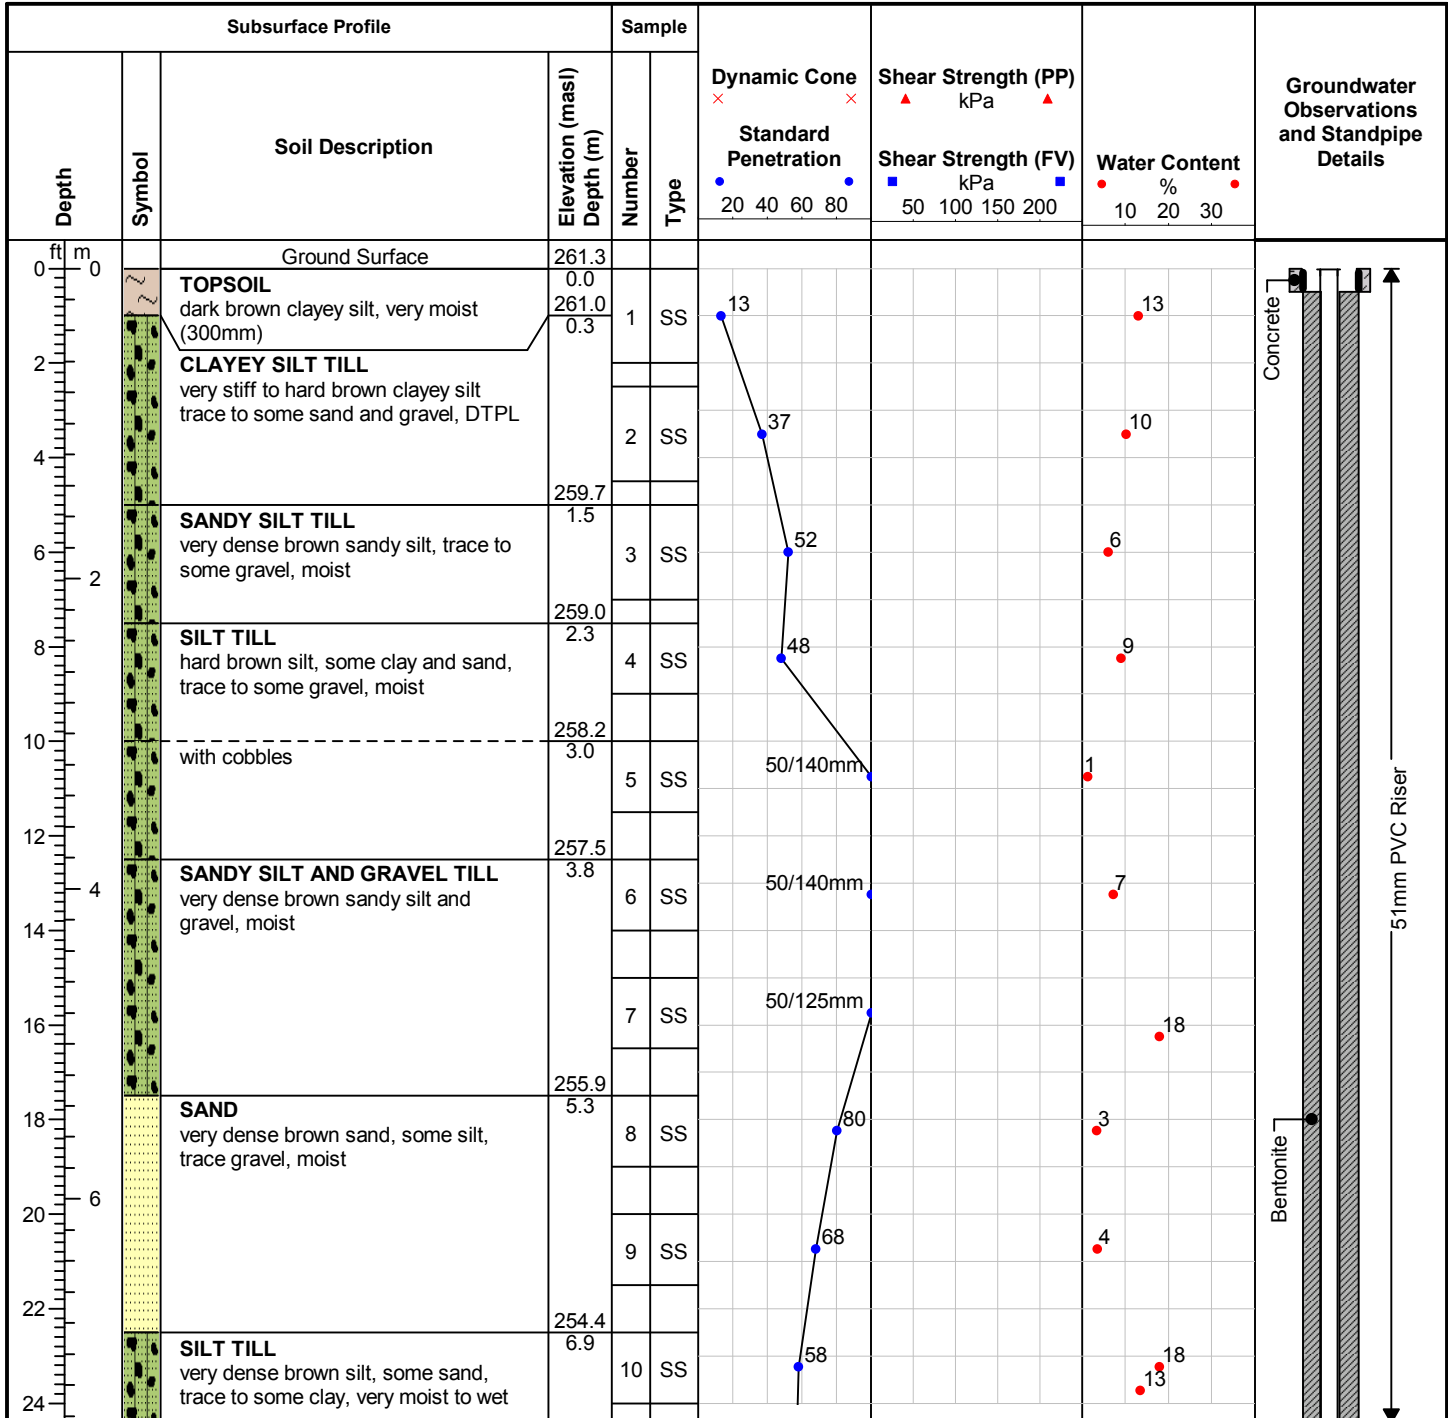 Subsurface Profile
Sample
Depth
Symbol
Soil Description
Elevation (masl)
Depth (m)
Number
Type
Dynamic Cone
Standard
Penetration
20 40 60 80
Shear Strength (PP)
kPa
Shear Strength (FV)
kPa
50 100 150 200
Water Content
%
10 20 30
Groundwater
Observations
and Standpipe
Details
ft m
Ground Surface
261.3
0 0
TOPSOIL
0.0
dark brown clayey silt, very moist
261.0
(300mm)
0.3
1 SS
13
13
Concrete
2
CLAYEY SILT TILL
very stiff to hard brown clayey silt
trace to some sand and gravel, DTPL
2 SS
37
10
4
259.7
SANDY SILT TILL
1.5
very dense brown sandy silt, trace to
some gravel, moist
3 SS
52
6
6
2
259.0
SILT TILL
2.3
hard brown silt, some clay and sand,
trace to some gravel, moist
8
4 SS
48
9
258.2
10
with cobbles
3.0
5 SS
50/140mm
1
51mm PVC Riser
12
257.5
SANDY SILT AND GRAVEL TILL
3.8
very dense brown sandy silt and
gravel, moist
4
6 SS
50/140mm
7
14
7 SS
50/125mm
18
16
255.9
SAND
5.3
very dense brown sand, some silt,
trace gravel, moist
18
8 SS
80
3
Bentonite
6
20
9 SS
68
4
22
254.4
SILT TILL
6.9
very dense brown silt, some sand,
trace to some clay, very moist to wet
10 SS
58
18
13
24